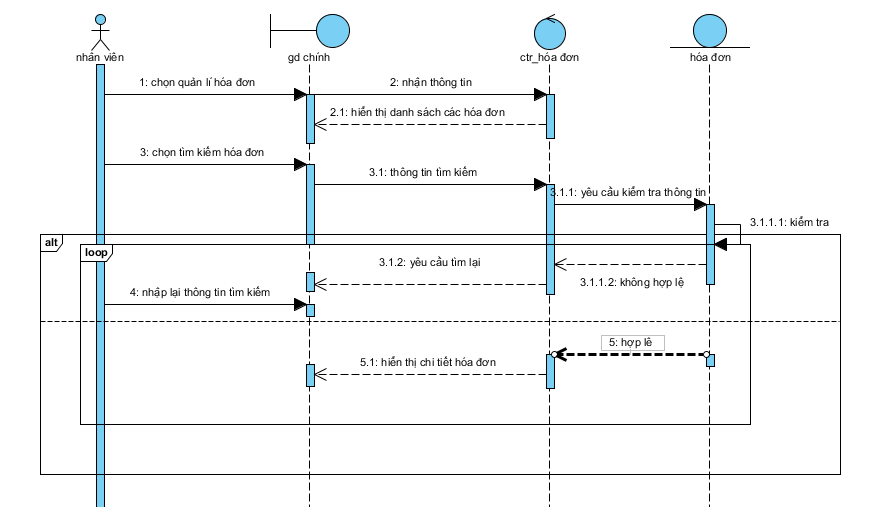 nhân viên
gd chính
ctr_hóa đơn
hóa đơn
1: chọn quản lí hóa đơn
2: nhận thông tin
2.1: hiển thị danh sách các hóa đơn
3: chọn tìm kiếm hóa đơn
3.1: thông tin tìm kiếm
3.1.1: yêu cầu kiểm tra thông tin
3.1.1.1: kiểm tra
alt
loop
3.1.2: yêu cầu tìm lại
3.1.1.2: không hợp lệ
4: nhập lại thông tin tìm kiếm
5: hợp lê
5.1: hiển thị chi tiết hóa đơn